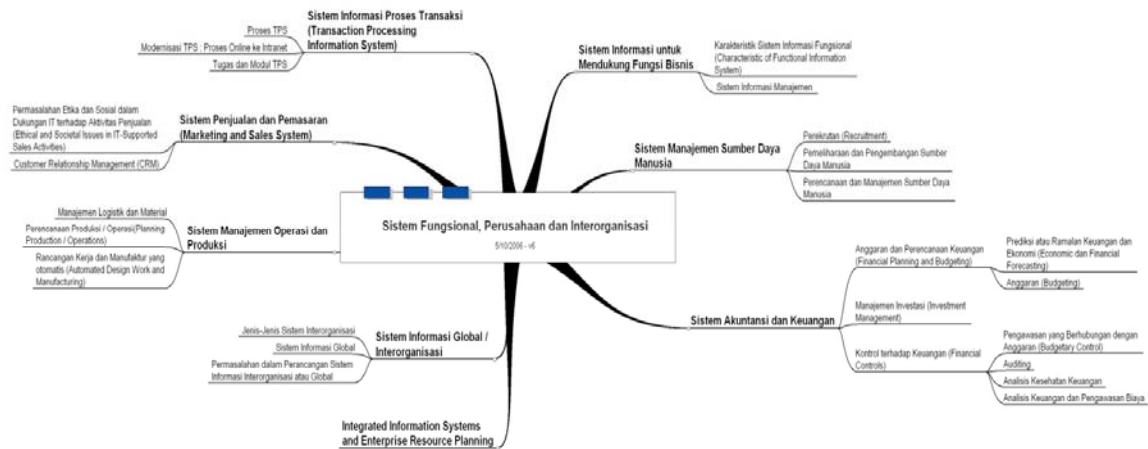 Sistem Informasi Proses Transaksi
(Transaction Processing
Information System)
Proses TPS
Modernisasi TPS : Proses Online ke Intranet
Tugas dan Modul TPS
Sistem Penjualan dan Pemasaran
(Marketing and Sales System)
Permasalahan Etika dan Sosial dalam
Dukungan IT terhadap Aktivitas Penjualan
(Ethical and Societal Issues in IT-Supported
Sales Activities)
Customer Relationship Management (CRM)
Sistem Manajemen Operasi dan
Produksi
Manajemen Logistik dan Material
Perencanaan Produksi / Operasi(Planning
Production / Operations)
Rancangan Kerja dan Manufaktur yang
otomatis (Automated Design Work and
Manufacturing)
Sistem Informasi Global /
Interorganisasi
Jenis-Jenis Sistem Interorganisasi
Sistem Informasi Global
Permasalahan dalam Perancangan Sistem
Informasi Interorganisasi atau Global
Integrated Information Systems
and Enterprise Resource Planning
Sistem Fungsional, Perusahaan dan Interorganisasi
5/10/2006 - v6
Sistem Informasi untuk
Mendukung Fungsi Bisnis
Karakteristik Sistem Informasi Fungsional
(Characteristic of Functional Information
System)
Sistem Informasi Manajemen
Sistem Manajemen Sumber Daya
Manusia
Perekrutan (Recruitment)
Pemeliharaan dan Pengembangan Sumber
Daya Manusia
Perencanaan dan Manajemen Sumber Daya
Manusia
Sistem Akuntansi dan Keuangan
Anggaran dan Perencanaan Keuangan
(Financial Planning and Budgeting)
Prediksi atau Ramalan Keuangan dan
Ekonomi (Economic dan Financial
Forecasting)
Anggaran (Budgeting)
Manajemen Investasi (Investment
Management)
Kontrol terhadap Keuangan (Financial
Controls)
Pengawasan yang Berhubungan dengan
Anggaran (Budgetary Control)
Auditing
Analisis Kesehatan Keuangan
Analisis Keuangan dan Pengawasan Biaya